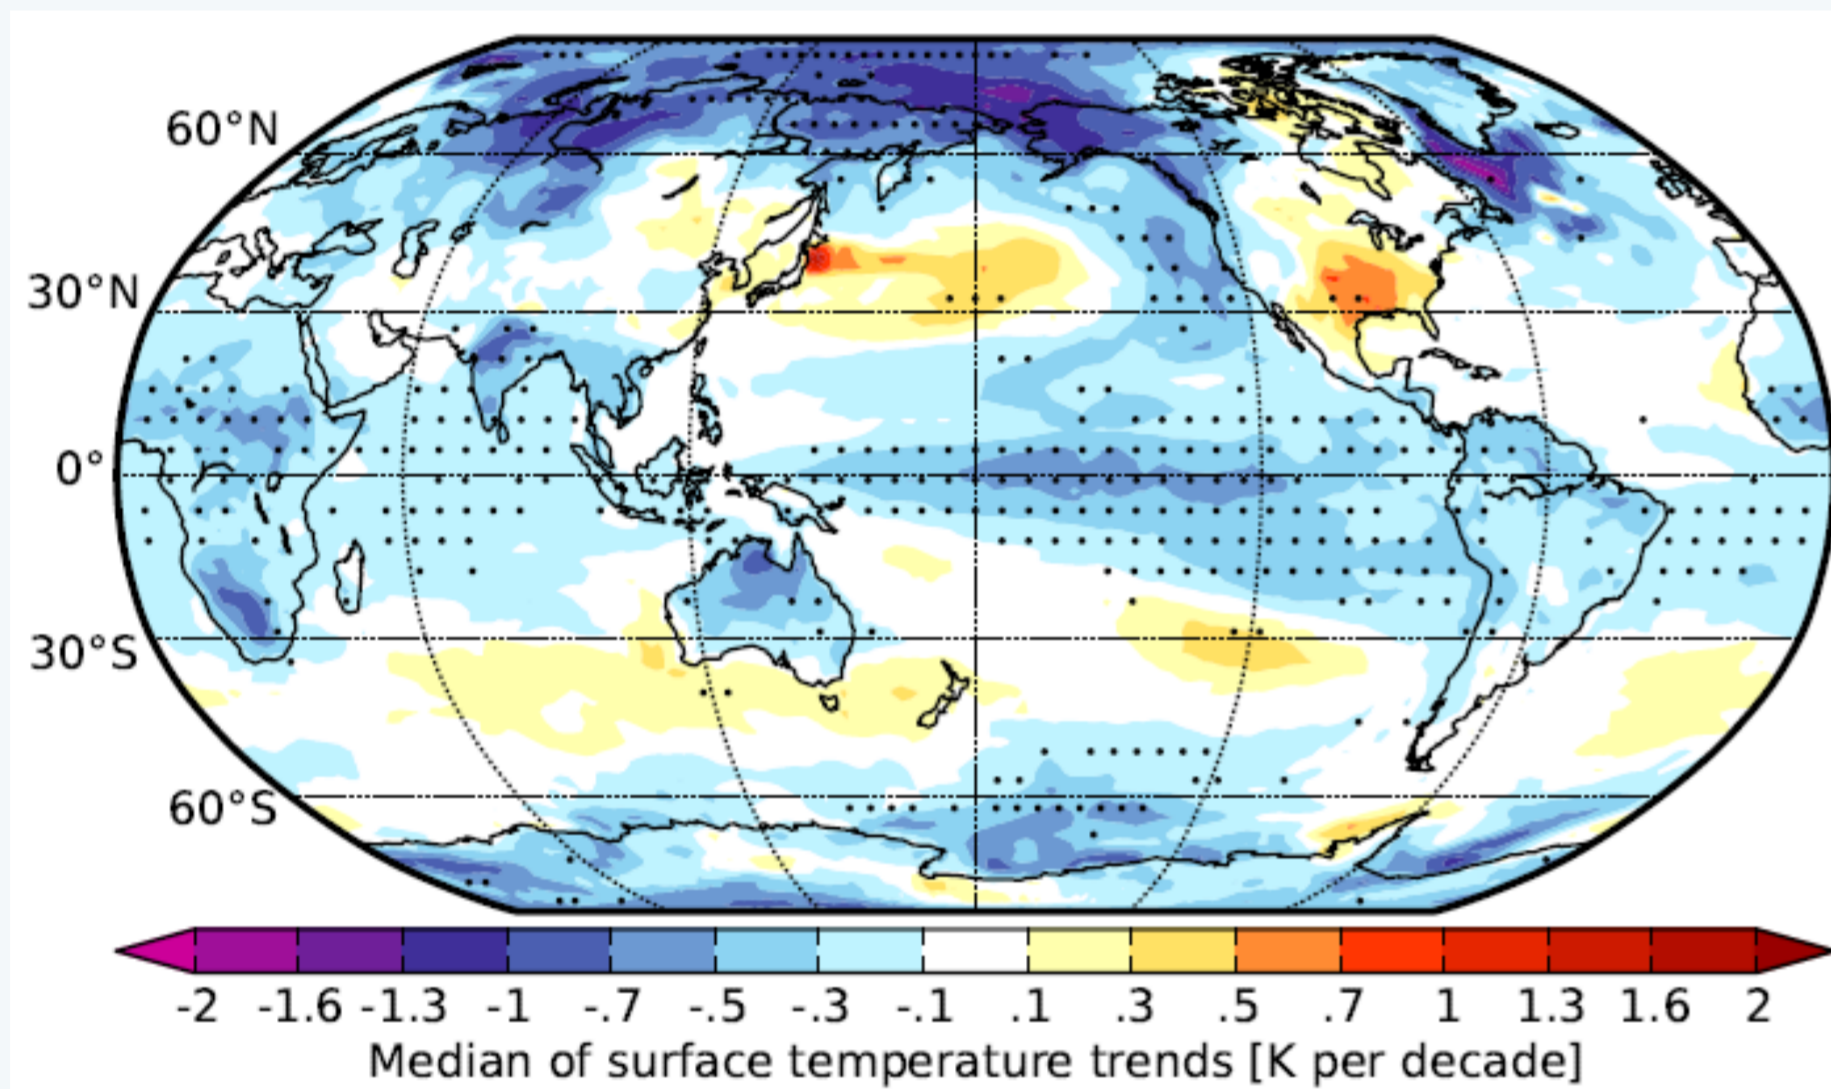 60°N
30°N
0°
30°S
60°S
-2 -1.6 -1.3 -1 -.7 -.5 -.3 -.1 .1 .3 .5 .7 1 1.3 1.6 2
Median of surface temperature trends [K per decade]